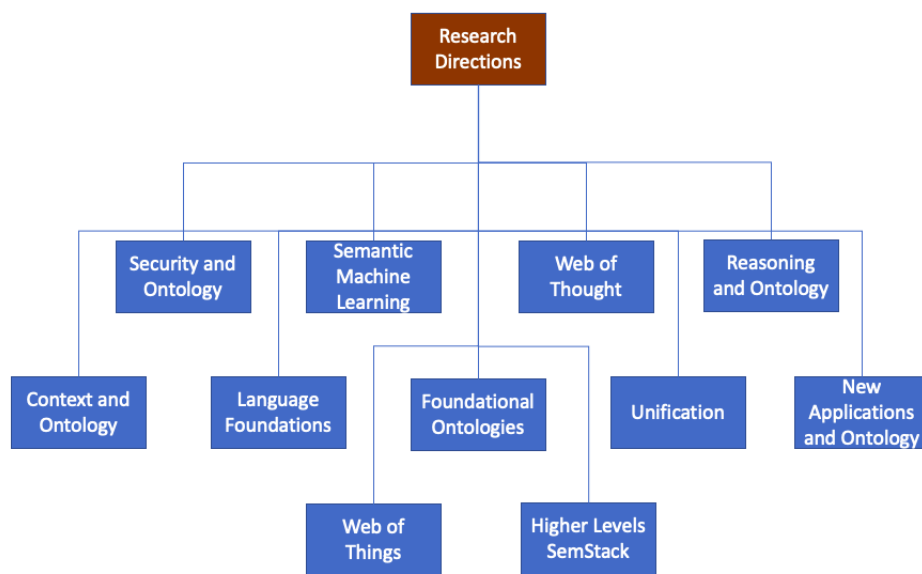 Research
Directions
Security and
Ontology
Semantic
Machine
Learning
Web of
Thought
Reasoning
and Ontology
Context and
Ontology
Language
Foundations
Foundational
Ontologies
Unification
New
Applications
and Ontology
Web of
Things
Higher Levels
SemStack